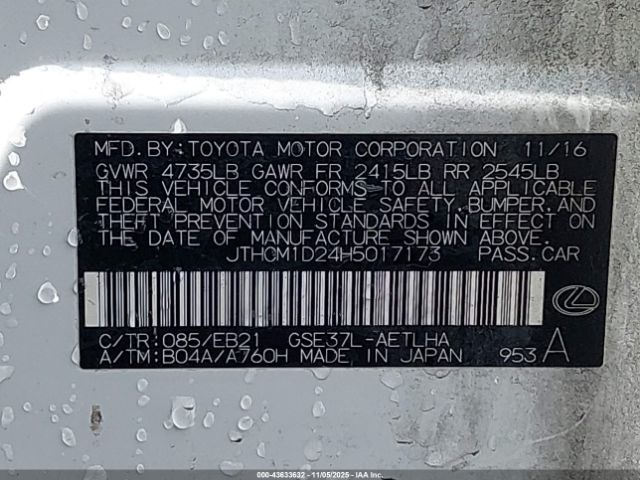 MFD.BY:TOYOTA MOTOR CORPORATION 11/16
GVWR 4735LB GAWR FR 2415LB RR 2545LB
THIS VEHICLE CONFORMS TO ALL APPLICABLE
FEDERAL MOTOR VEHICLE SAFETY,BUMPER,AND
THEFT PREVENTION STANDARDS IN EFFECT ON
THE DATE OF MANUFACTURE SHOWN ABOVE.
JTHCM1D24H5017173 PASS.CAR
C/TR:085/EB21 GSE37L-AETLHA
A/TM:B04A/A760H MADE IN JAPAN 953A
000-43633632 - 11/05/2025 - IAA Inc.